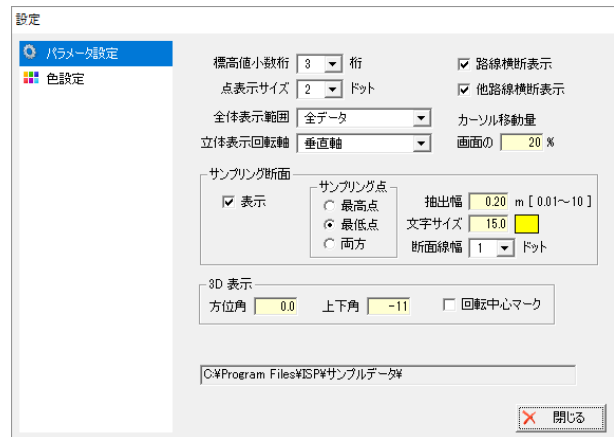 設定
パラメータ設定
色設定
標高値小数桁 3 桁
路線横断表示
点表示サイズ 2 ドット
他路線横断表示
全体表示範囲 全データ
カーソル移動量
立体表示回転軸 垂直軸
画面の 20 %
サンプリング断面
表示
サンプリング点
最高点
最低点
両方
抽出幅 0.20 m [ 0.01～10 ]
文字サイズ 15.0
断面線幅 1 ドット
3D 表示
方位角 0.0 上下角 -11 回転中心マーク
C:¥Program Files¥ISP¥サンプルデータ¥
閉じる